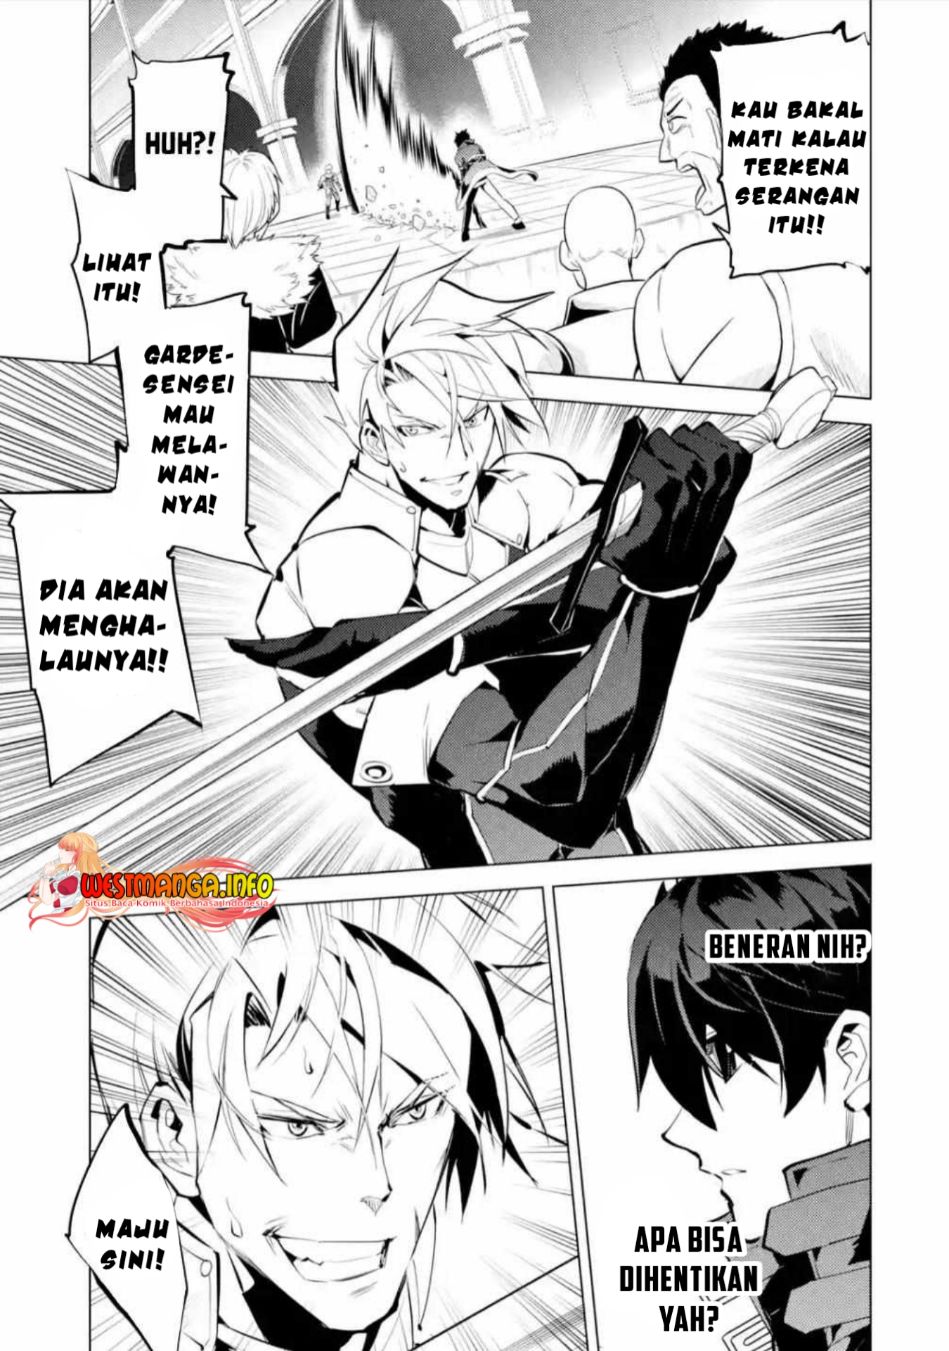 KAU BAKAL
MATI KALAU
TERKENA
SERANGAN
ITU!!
HUH?!
LIHAT
ITU!
GARDE-
SENSEI
MAU
MELA-
WAN-
NYA!
DIA AKAN
MENGHA-
LAUNYA!!
WESTMANGA.INFO
Situs Baca Komik Berbahasa Indonesia
BENERAN NIH?
APA BISA
DIHENTIKAN
YAH?
MAJU
SINI!